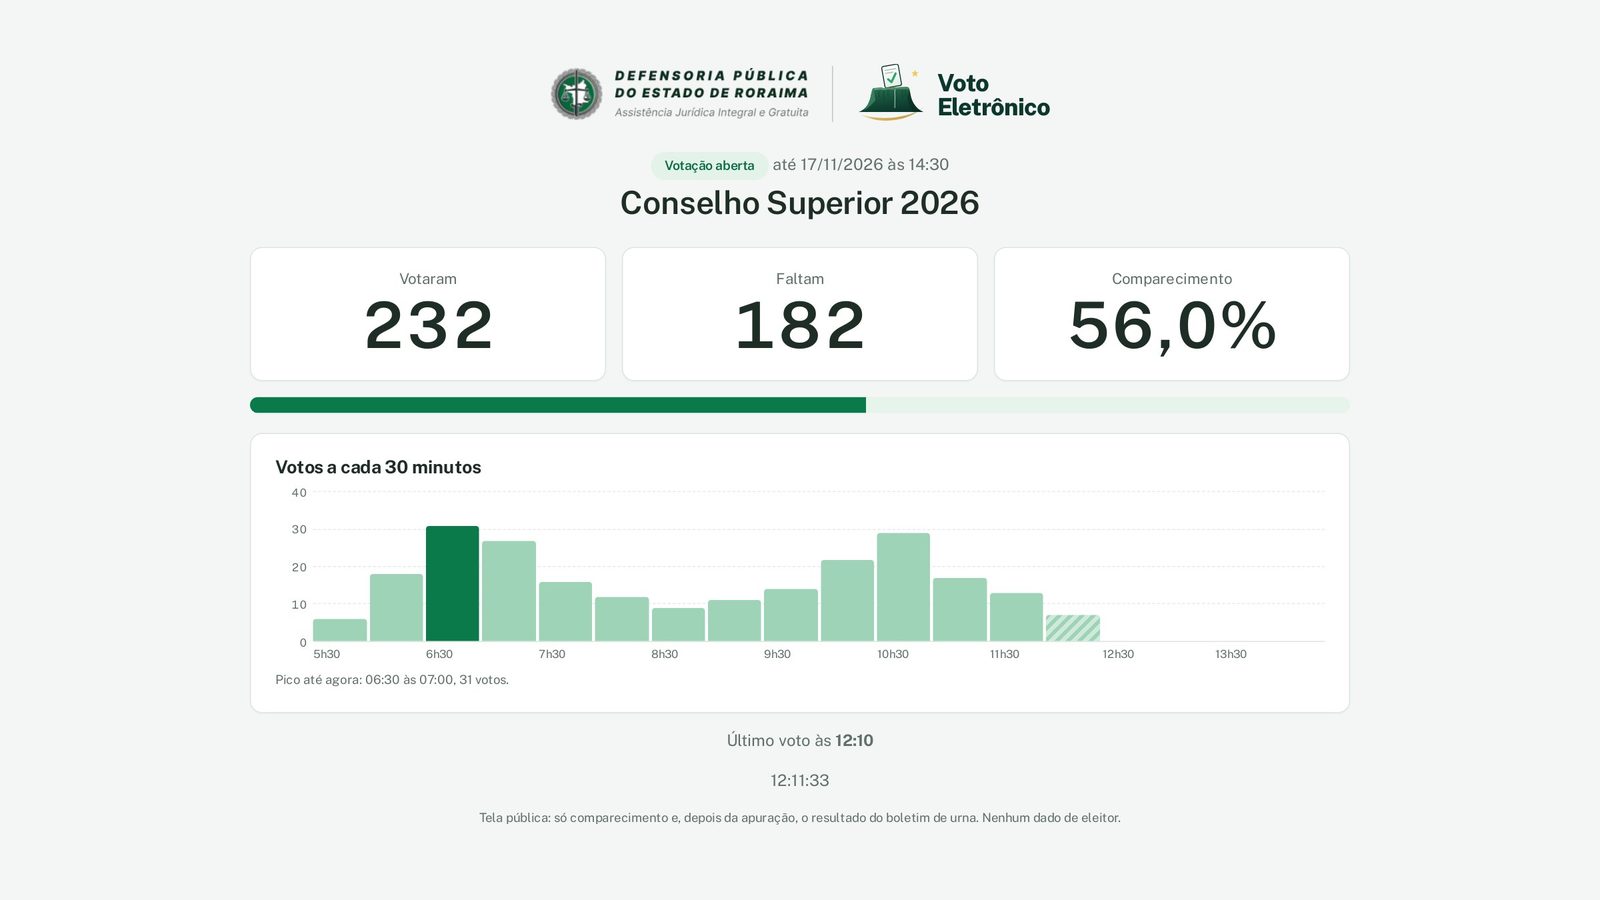 DEFENSORIA PÚBLICA
DO ESTADO DE RORAIMA
Assistência Jurídica Integral e Gratuita
Voto
Eletrônico
Votação aberta até 17/11/2026 às 14:30
Conselho Superior 2026
Votaram
232
Faltam
182
Comparecimento
56,0%
Votos a cada 30 minutos
40
30
20
10
0
5h30 6h30 7h30 8h30 9h30 10h30 11h30 12h30 13h30
Pico até agora: 06:30 às 07:00, 31 votos.
Último voto às 12:10
12:11:33
Tela pública: só comparecimento e, depois da apuração, o resultado do boletim de urna. Nenhum dado de eleitor.